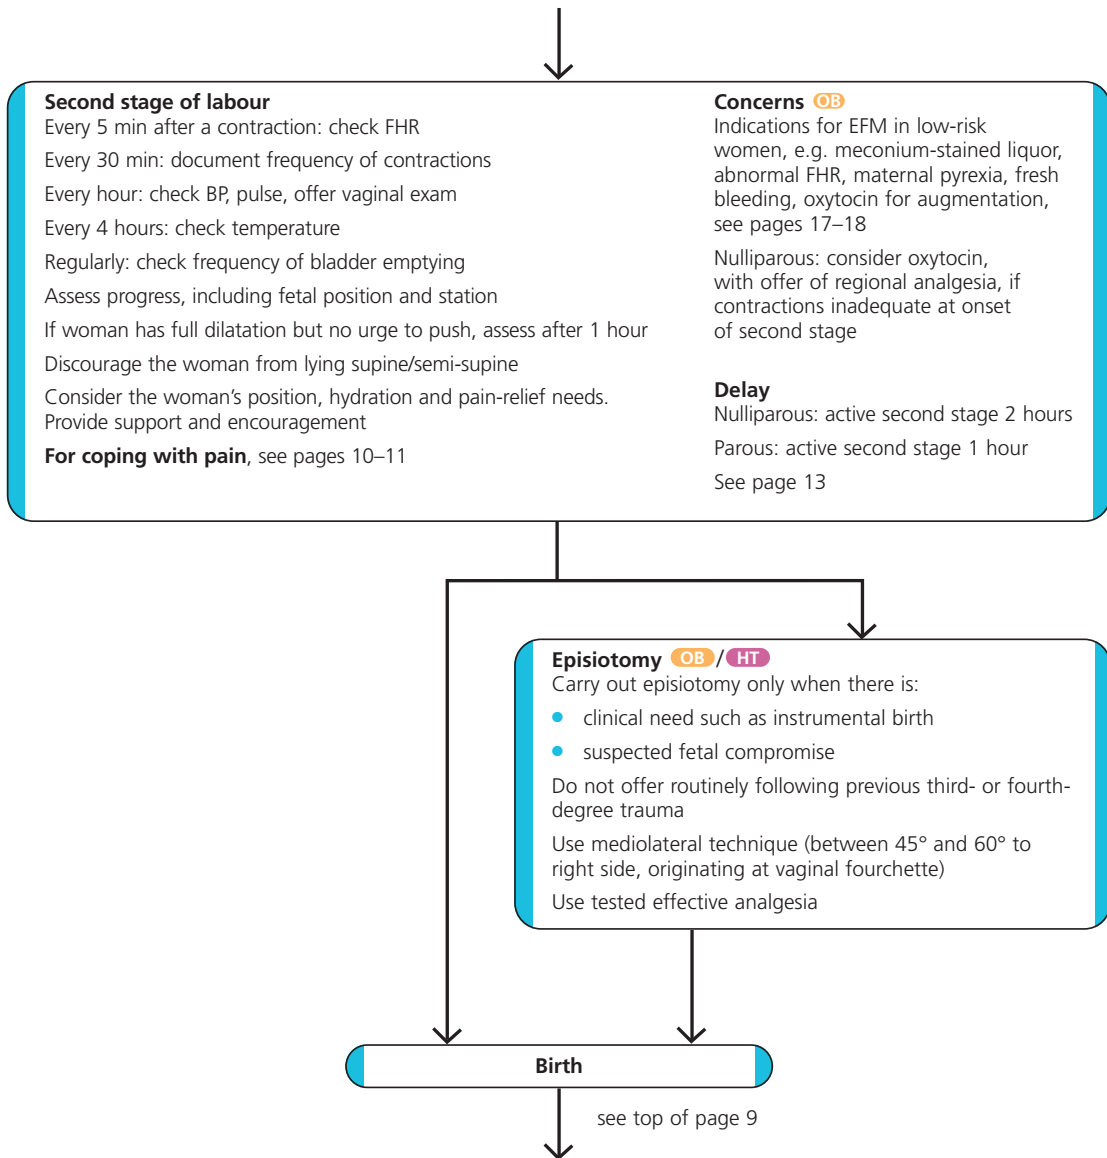 Second stage of labour
Every 5 min after a contraction: check FHR
Every 30 min: document frequency of contractions
Every hour: check BP, pulse, offer vaginal exam
Every 4 hours: check temperature
Regularly: check frequency of bladder emptying
Assess progress, including fetal position and station
If woman has full dilatation but no urge to push, assess after 1 hour
Discourage the woman from lying supine/semi-supine
Consider the woman's position, hydration and pain-relief needs.
Provide support and encouragement
For coping with pain, see pages 10–11
Concerns OB
Indications for EFM in low-risk
women, e.g. meconium-stained liquor,
abnormal FHR, maternal pyrexia, fresh
bleeding, oxytocin for augmentation,
see pages 17–18
Nulliparous: consider oxytocin,
with offer of regional analgesia, if
contractions inadequate at onset
of second stage
Delay
Nulliparous: active second stage 2 hours
Parous: active second stage 1 hour
See page 13
Episiotomy OB / HT
Carry out episiotomy only when there is:
• clinical need such as instrumental birth
• suspected fetal compromise
Do not offer routinely following previous third- or fourth-
degree trauma
Use mediolateral technique (between 45° and 60° to
right side, originating at vaginal fourchette)
Use tested effective analgesia
Birth
see top of page 9